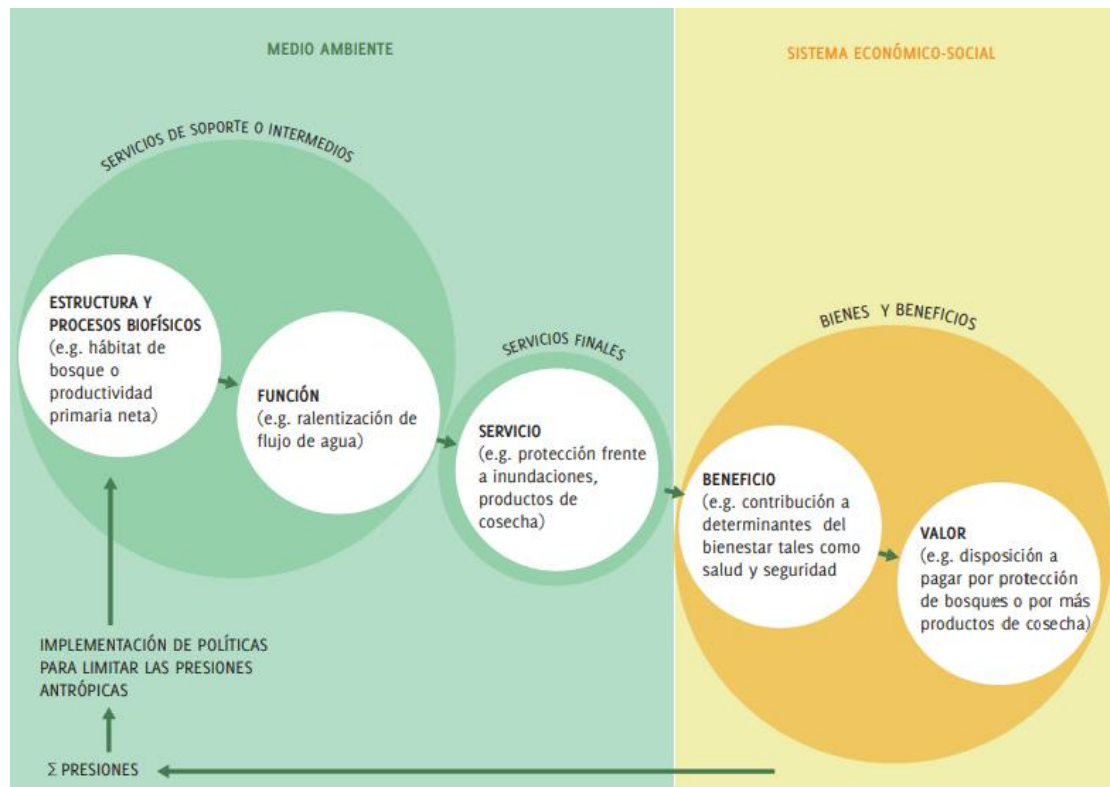 MEDIO AMBIENTE
SISTEMA ECONÓMICO-SOCIAL
SERVICIOS DE SOPORTE O INTERMEDIOS
ESTRUCTURA Y
PROCESOS BIOFÍSICOS
(e.g. hábitat de
bosque o
productividad
primaria neta)
FUNCIÓN
(e.g. ralentización de
flujo de agua)
SERVICIOS FINALES
SERVICIO
(e.g. protección frente
a inundaciones,
productos de
cosecha)
BIENES Y BENEFICIOS
BENEFICIO
(e.g. contribución a
determinantes del
bienestar tales como
salud y seguridad
VALOR
(e.g. disposición a
pagar por protección
de bosques o por más
productos de cosecha)
IMPLEMENTACIÓN DE POLÍTICAS
PARA LIMITAR LAS PRESIONES
ANTRÓPICAS
Σ PRESIONES